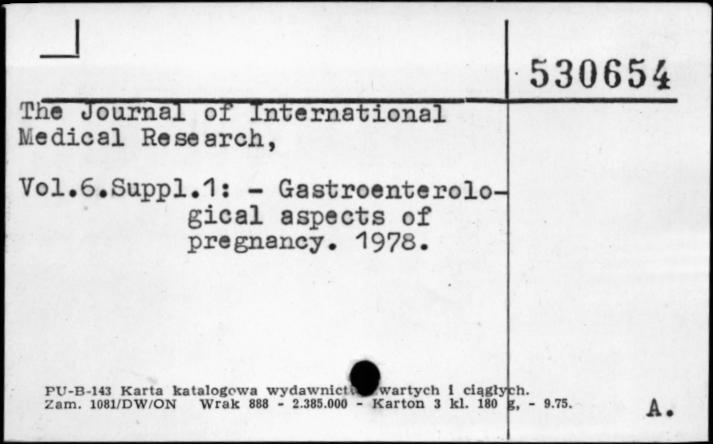 530654
The Journal of International
Medical Research,
Vol.6.Suppl.1: - Gastroenterolo-
gical aspects of
pregnancy. 1978.
PU-B-143 Karta katalogowa wydawnict wartych i ciągłych.
Zam. 1081/DW/ON Wrak 888 - 2.385.000 - Karton 3 kl. 180 g, - 9.75.
A.